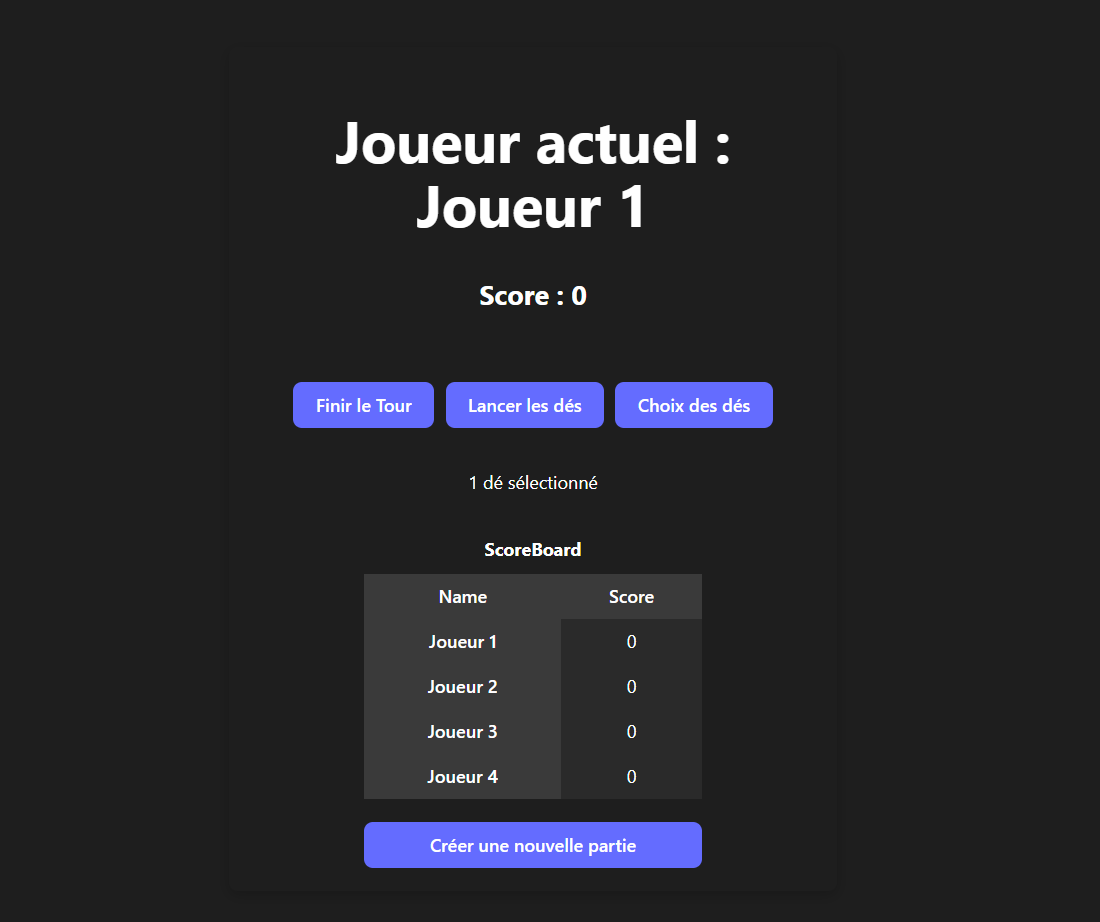 Joueur actuel :
Joueur 1
Score : 0
Finir le Tour Lancer les dés Choix des dés
1 dé sélectionné
ScoreBoard
Name Score
Joueur 1 0
Joueur 2 0
Joueur 3 0
Joueur 4 0
Créer une nouvelle partie